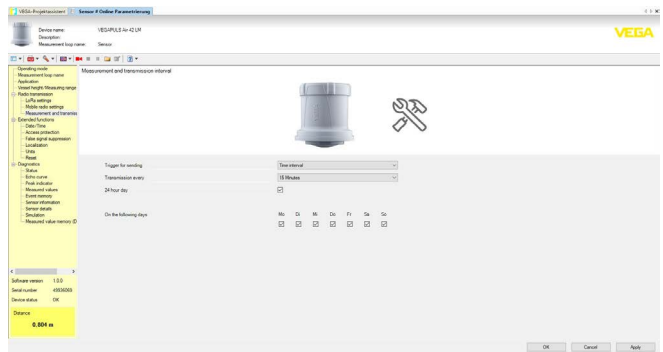 VEGA-Projektassistent
Sensor # Online Parametrierung
Device name: VEGAPULS Air 42 LM
Description:
Measurement loop name: Sensor
VEGA
Operating mode
Measurement loop name
Application
Vessel height/Measuring range
Radio transmission
LoRa settings
Mobile radio settings
Measurement and transmiss
Extended functions
Date/Time
Access protection
False signal suppression
Localisation
Units
Reset
Diagnostics
Status
Echo curve
Peak indicator
Measured values
Event memory
Sensor information
Sensor details
Simulation
Measured value memory (D
Measurement and transmission interval
Trigger for sending Time interval
Transmission every 15 Minutes
24 hour day
On the following days Mo Di Mi Do Fr Sa So
Software version 1.0.0
Serial number
Device status OK
Distance
0.804 m
OK Cancel Apply